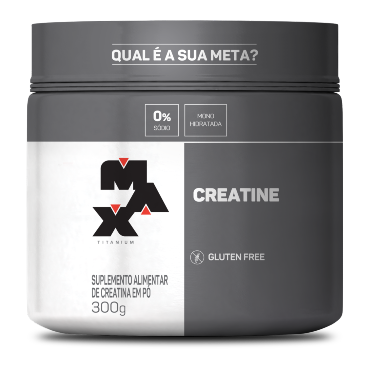 QUAL É A SUA META?
0%
SÓDIO
MONO
HIDRATADA
MAX
TITANIUM
CREATINE
GLUTEN FREE
SUPLEMENTO ALIMENTAR
DE CREATINA EM PÓ
300g